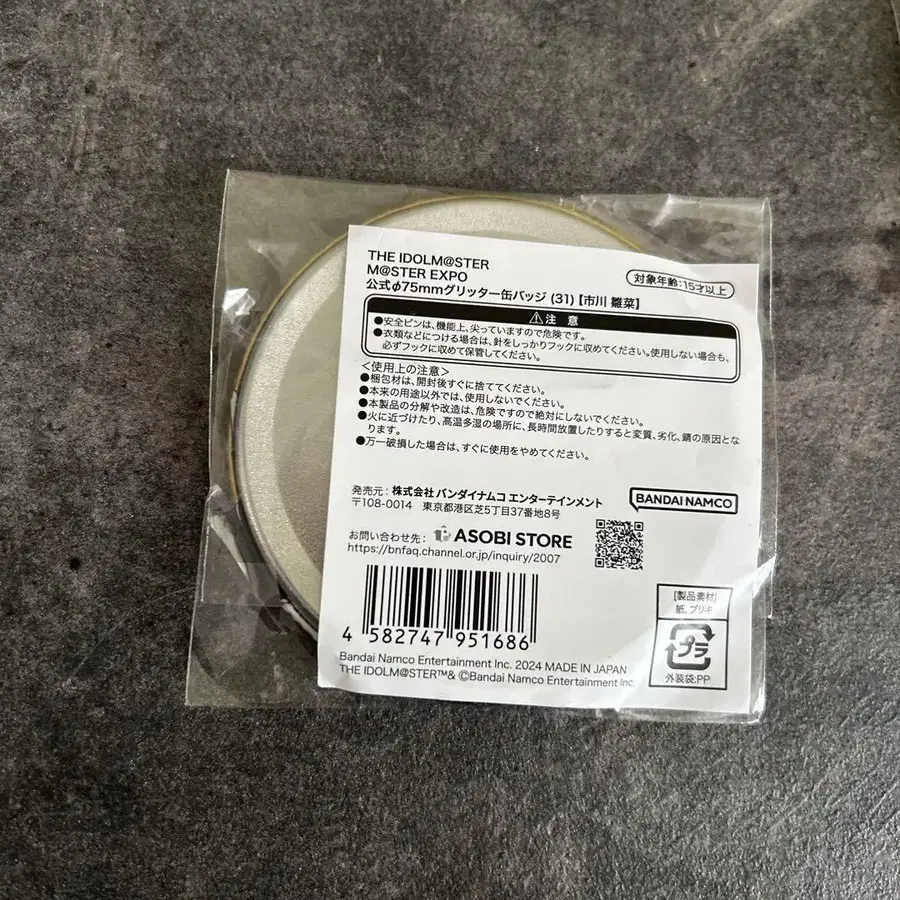 THE IDOLM@STER
M@STER EXPO
公式φ75mmグリッター缶バッジ (31)【市川 雛菜】
対象年齢:15才以上
⚠注 意
●安全ピンは、機能上、尖っていますので危険です。
●衣類などにつける場合は、針をしっかりフックに収めてください。使用しない場合も、
必ずフックに収めて保管してください。
<使用上の注意>
●梱包材は、開封後すぐに捨ててください。
●本来の用途以外では、使用しないでください。
●本製品の分解や改造は、危険ですので絶対にしないでください。
●火に近づけたり、高温多湿の場所に、長時間放置したりすると変質、劣化、錆の原因とな
ります。
●万一破損した場合は、すぐに使用をやめてください。
発売元: 株式会社 バンダイナムコ エンターテインメント
〒108-0014 東京都港区芝5丁目37番地8号
BANDAI NAMCO
お問い合わせ先: ASOBI STORE
https://bnfaq.channel.or.jp/inquiry/2007
4 582747 951686
[製品素材]
紙、ブリキ
プラ
外装袋:PP
Bandai Namco Entertainment Inc. 2024 MADE IN JAPAN
THE IDOLM@STER™& ©Bandai Namco Entertainment Inc.